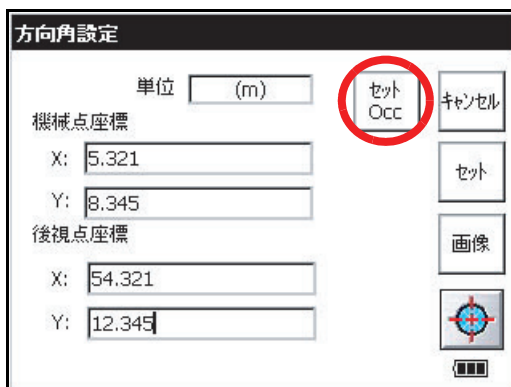 方向角設定
単位 (m)
セット
Occ
キャンセル
機械点座標
X: 5.321
セット
Y: 8.345
後視点座標
画像
X: 54.321
Y: 12.345